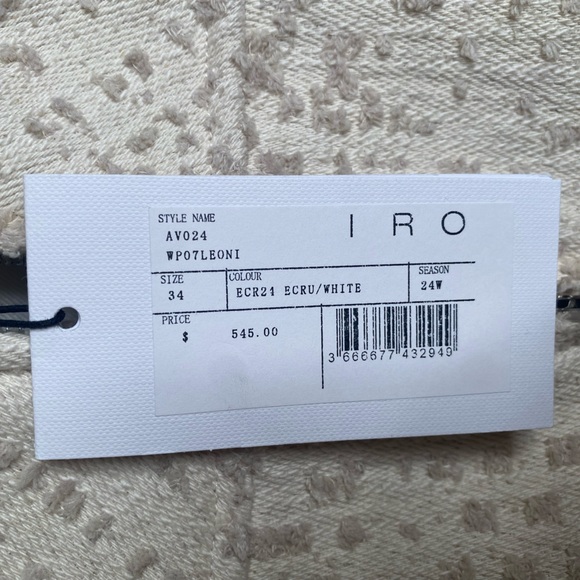 STYLE NAME
AV024
WP07LEONI
IRO
SIZE
34
COLOUR
ECR21 ECRU/WHITE
SEASON
24W
PRICE
$ 545.00
3 666677 432949